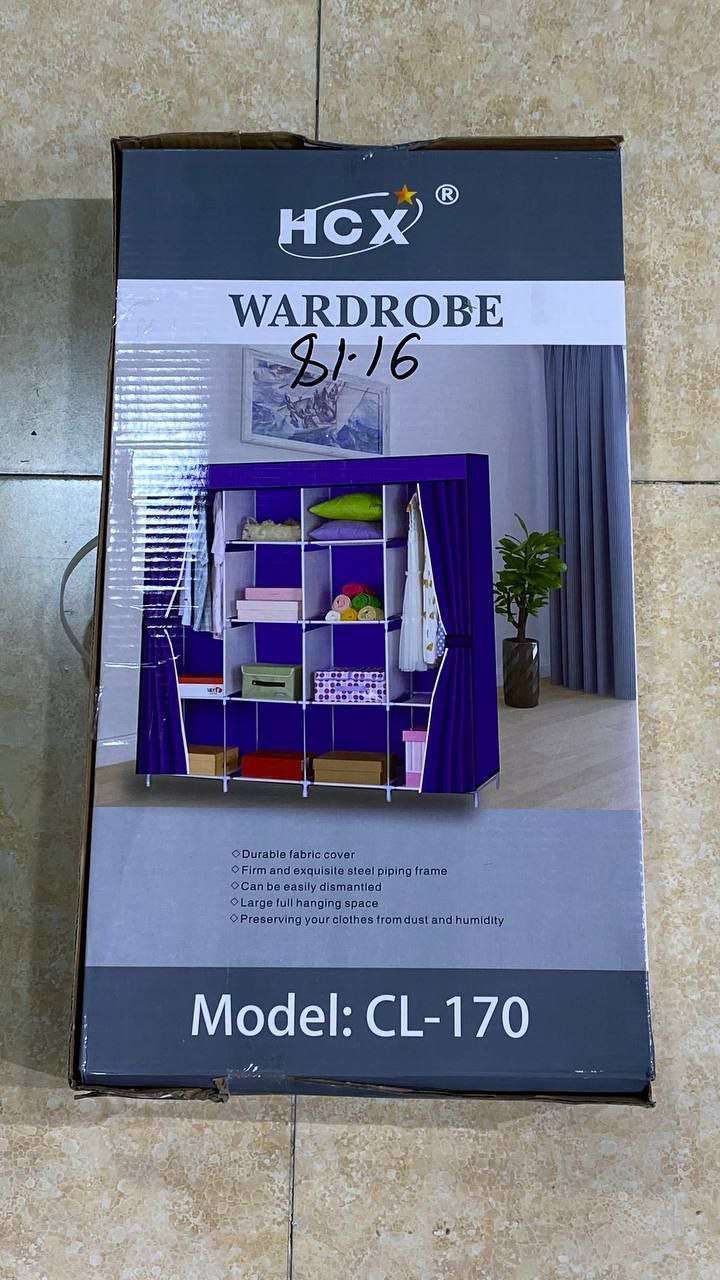 HCX ®
WARDROBE
81·16
◇Durable fabric cover
◇Firm and exquisite steel piping frame
◇Can be easily dismantled
◇Large full hanging space
◇Preserving your clothes from dust and humidity
Model: CL-170